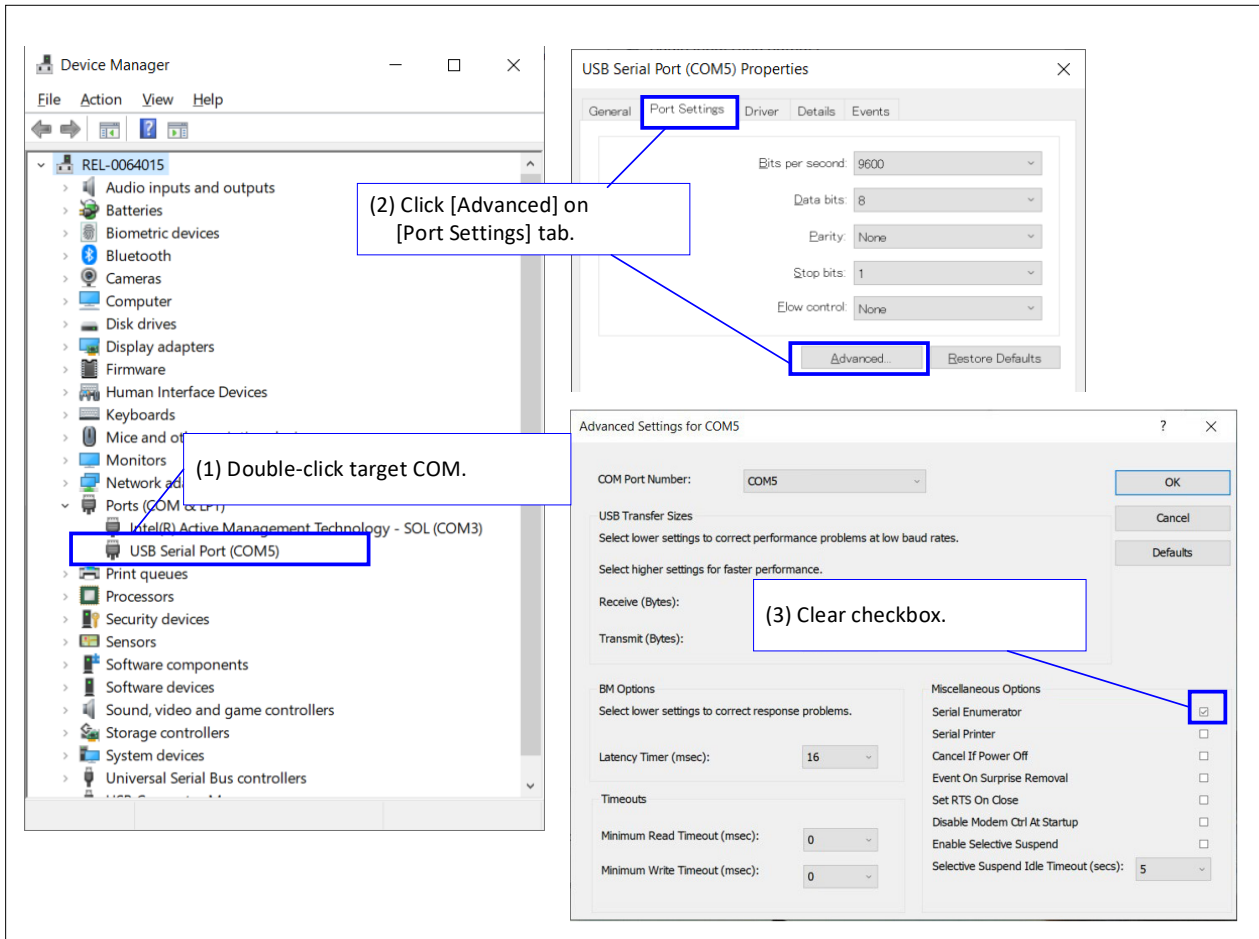 Device Manager
File Action View Help
REL-0064015
Audio inputs and outputs
Batteries
Biometric devices
Bluetooth
Cameras
Computer
Disk drives
Display adapters
Firmware
Human Interface Devices
Keyboards
Mice and ot
Monitors
Network ad
Ports (COM & LPT)
Intel(R) Active Management Technology - SOL (COM3)
USB Serial Port (COM5)
Print queues
Processors
Security devices
Sensors
Software components
Software devices
Sound, video and game controllers
Storage controllers
System devices
Universal Serial Bus controllers
(1) Double-click target COM.
USB Serial Port (COM5) Properties
General Port Settings Driver Details Events
Bits per second: 9600
Data bits: 8
Parity: None
Stop bits: 1
Flow control: None
Advanced... Restore Defaults
(2) Click [Advanced] on
[Port Settings] tab.
Advanced Settings for COM5 ?
COM Port Number: COM5
OK
USB Transfer Sizes
Cancel
Select lower settings to correct performance problems at low baud rates.
Defaults
Select higher settings for faster performance.
Receive (Bytes):
Transmit (Bytes):
(3) Clear checkbox.
BM Options
Select lower settings to correct response problems.
Latency Timer (msec): 16
Timeouts
Minimum Read Timeout (msec): 0
Minimum Write Timeout (msec): 0
Miscellaneous Options
Serial Enumerator
Serial Printer
Cancel If Power Off
Event On Surprise Removal
Set RTS On Close
Disable Modem Ctrl At Startup
Enable Selective Suspend
Selective Suspend Idle Timeout (secs): 5